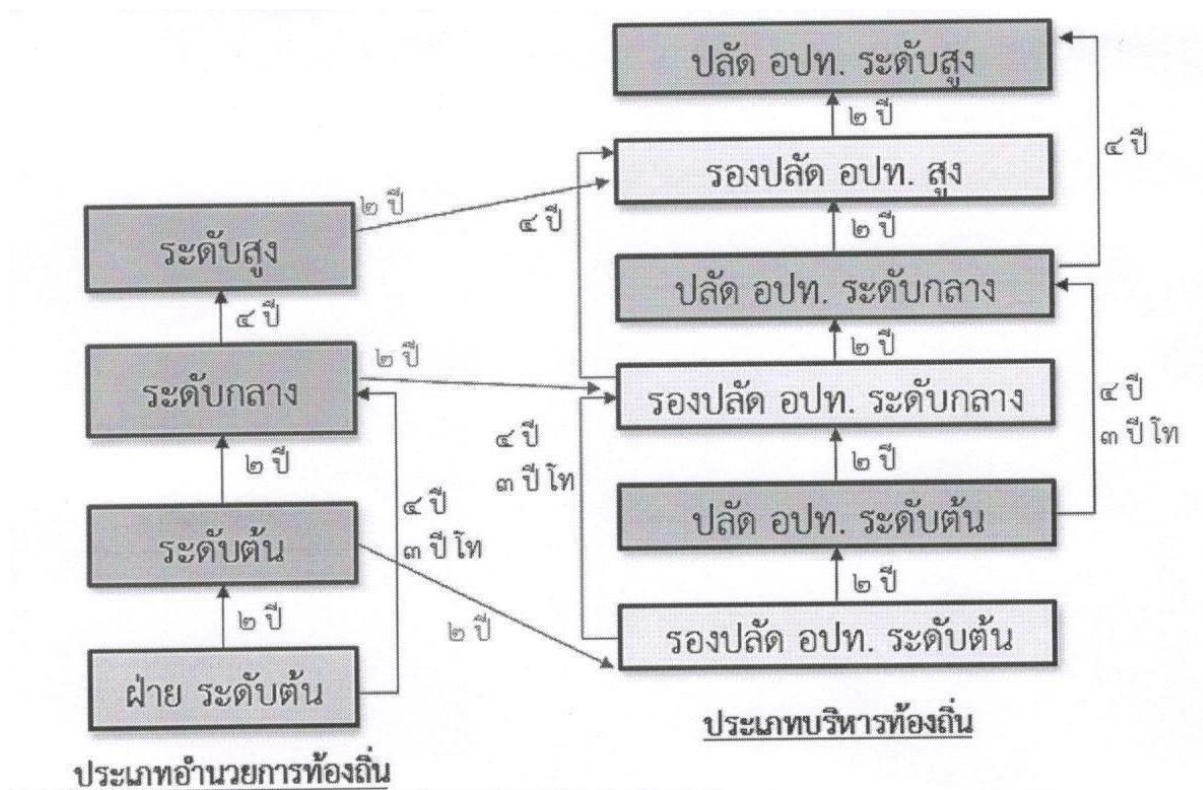 ปลัด อปท. ระดับสูง
๒ ปี
๔ ปี
รองปลัด อปท. สูง
๒ ปี
๔ ปี
ระดับสูง
๒ ปี
ปลัด อปท. ระดับกลาง
๔ ปี
๒ ปี
๒ ปี
ระดับกลาง
รองปลัด อปท. ระดับกลาง
๔ ปี
๓ ปี โท
๔ ปี
๓ ปี โท
๒ ปี
๒ ปี
๔ ปี
๓ ปี โท
ระดับต้น
ปลัด อปท. ระดับต้น
๒ ปี
๒ ปี
๒ ปี
ฝ่าย ระดับต้น
รองปลัด อปท. ระดับต้น
ประเภทบริหารท้องถิ่น
ประเภทอำนวยการท้องถิ่น